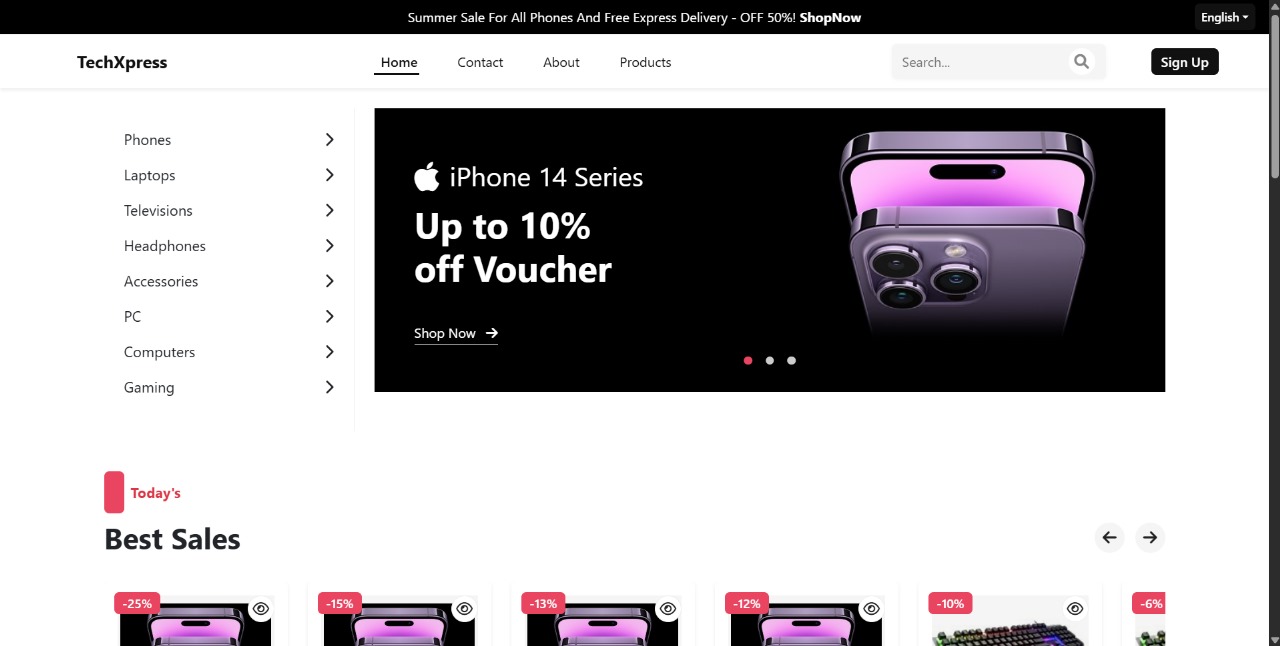 Summer Sale For All Phones And Free Express Delivery - OFF 50%! ShopNow
English
TechXpress
Home
Contact
About
Products
Search...
Sign Up
Phones
Laptops
Televisions
Headphones
Accessories
PC
Computers
Gaming
iPhone 14 Series
Up to 10%
off Voucher
Shop Now
Today's
Best Sales
-25%
-15%
-13%
-12%
-10%
-6%